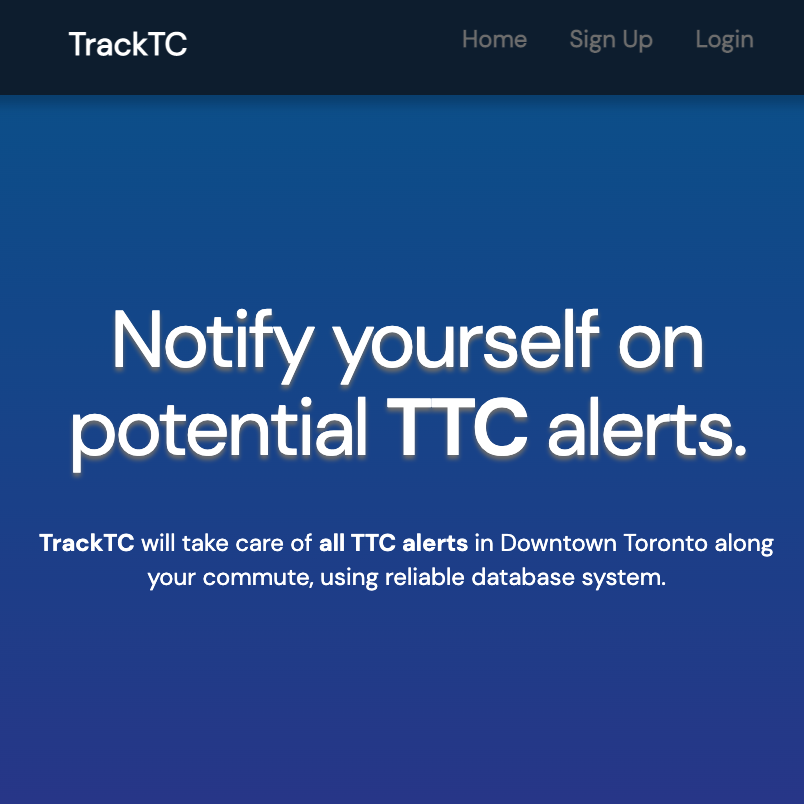 TrackTC
Home Sign Up Login
Notify yourself on
potential TTC alerts.
TrackTC will take care of all TTC alerts in Downtown Toronto along
your commute, using reliable database system.